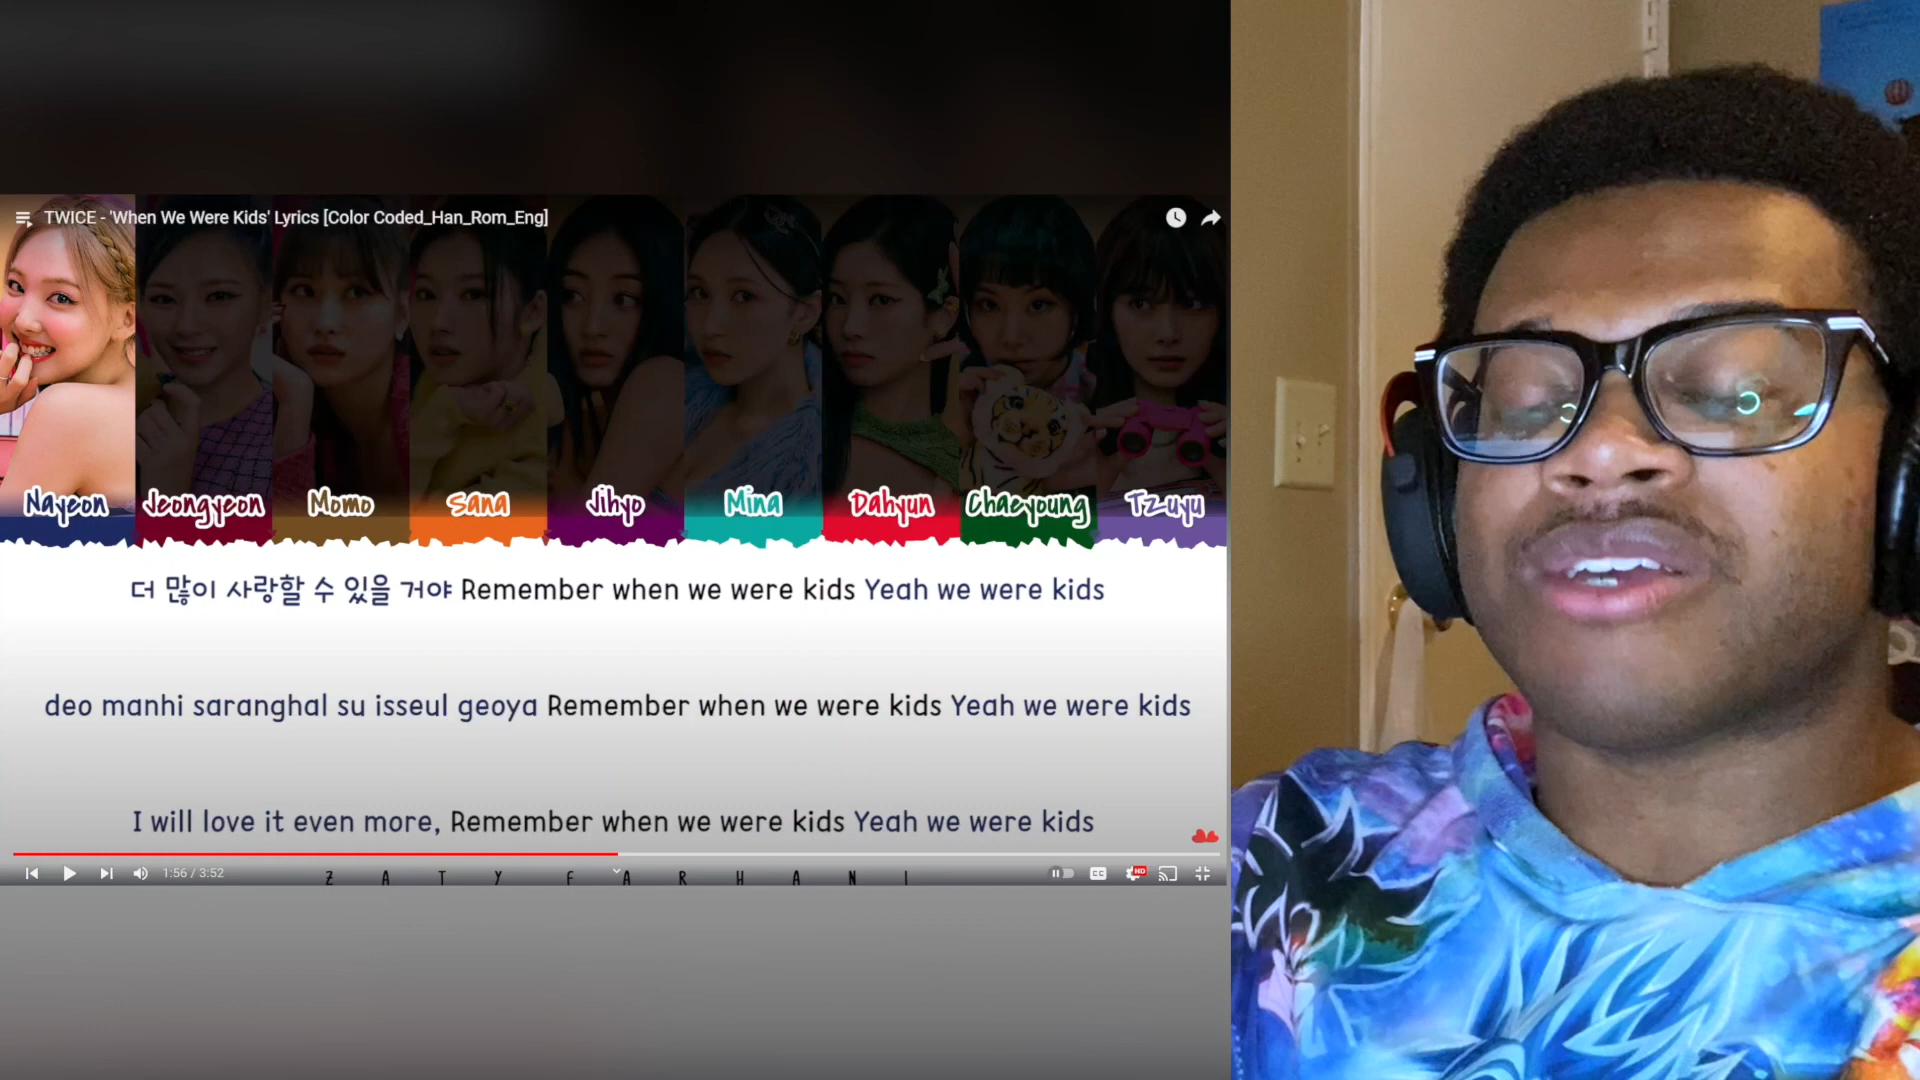 TWICE - 'When We Were Kids' Lyrics [Color Coded_Han_Rom_Eng]
Nayeon Jeongyeon Momo Sana Jihyo Mina Dahyun Chaeyoung Tzuyu
더 많이 사랑할 수 있을 거야 Remember when we were kids Yeah we were kids
deo manhi saranghal su isseul geoya Remember when we were kids Yeah we were kids
I will love it even more, Remember when we were kids Yeah we were kids
1:56 / 3:52
CC HD
Z A T Y F A R H A N I